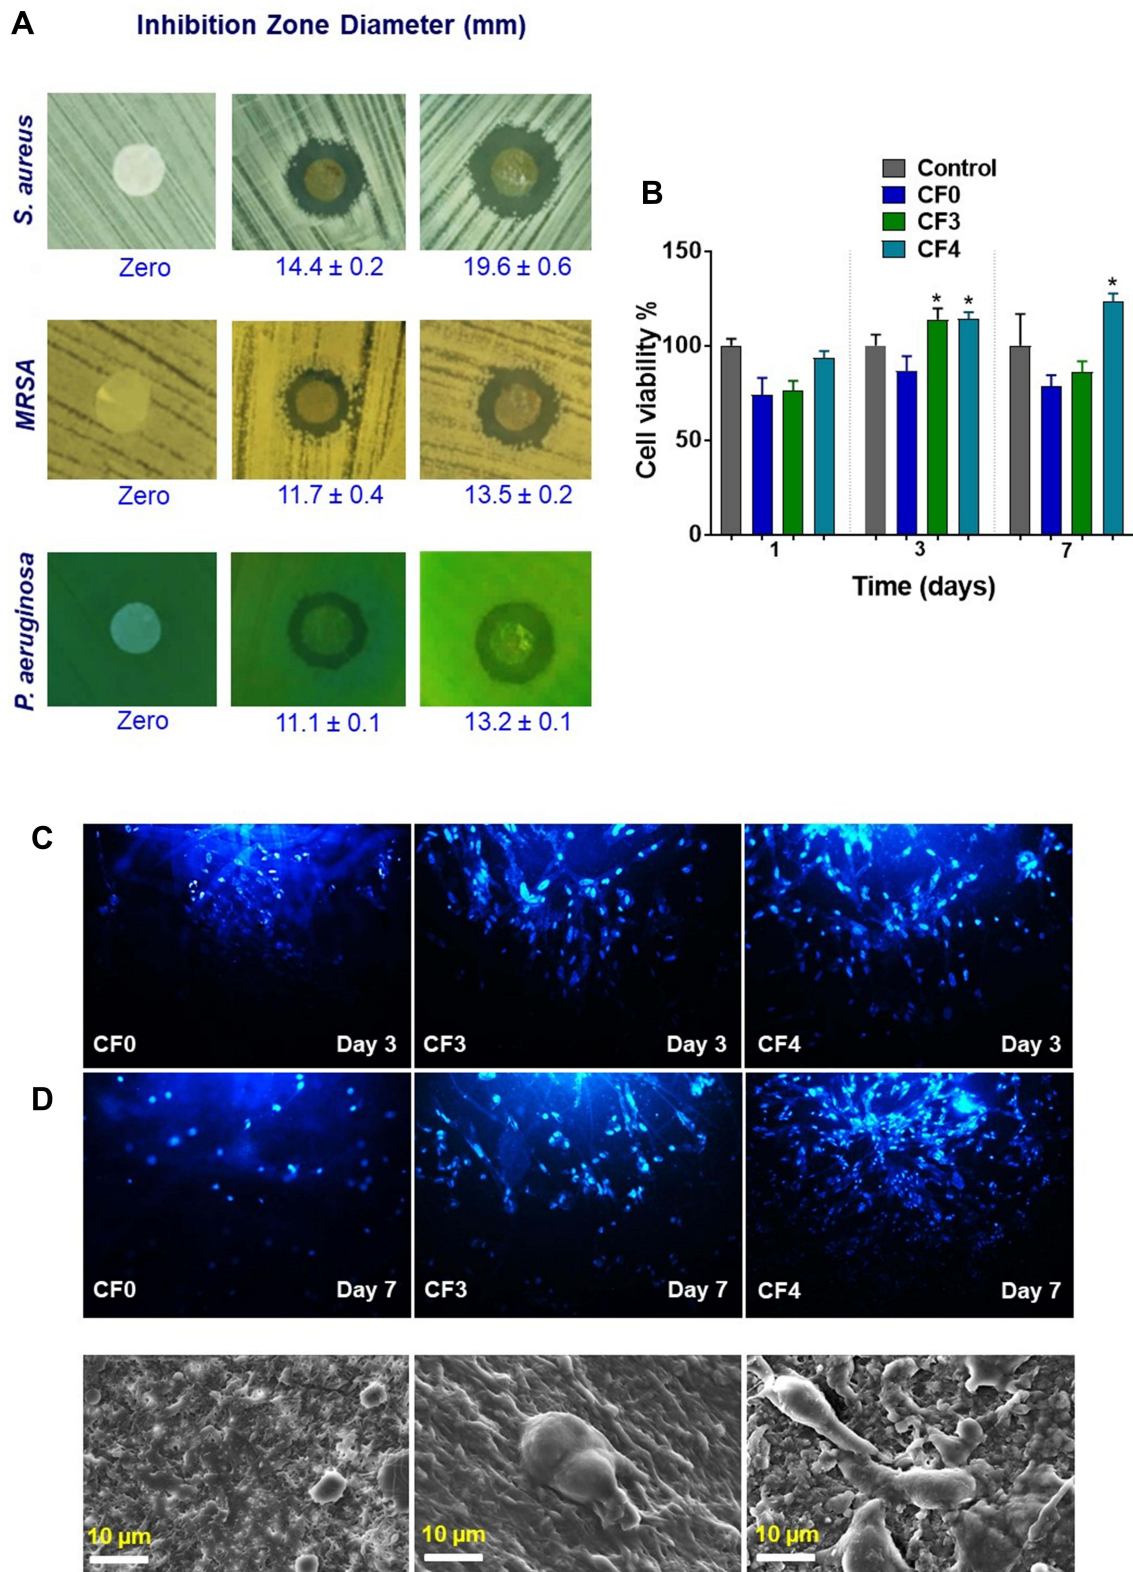 A
Inhibition Zone Diameter (mm)
S. aureus
Zero
14.4 ± 0.2
19.6 ± 0.6
MRSA
Zero
11.7 ± 0.4
13.5 ± 0.2
P. aeruginosa
Zero
11.1 ± 0.1
13.2 ± 0.1
B
Control
CF0
CF3
CF4
Cell viability %
150
100
50
0
* * *
1 3 7
Time (days)
C
CF0 Day 3
CF3 Day 3
CF4 Day 3
D
CF0 Day 7
CF3 Day 7
CF4 Day 7
10 µm
10 µm
10 µm